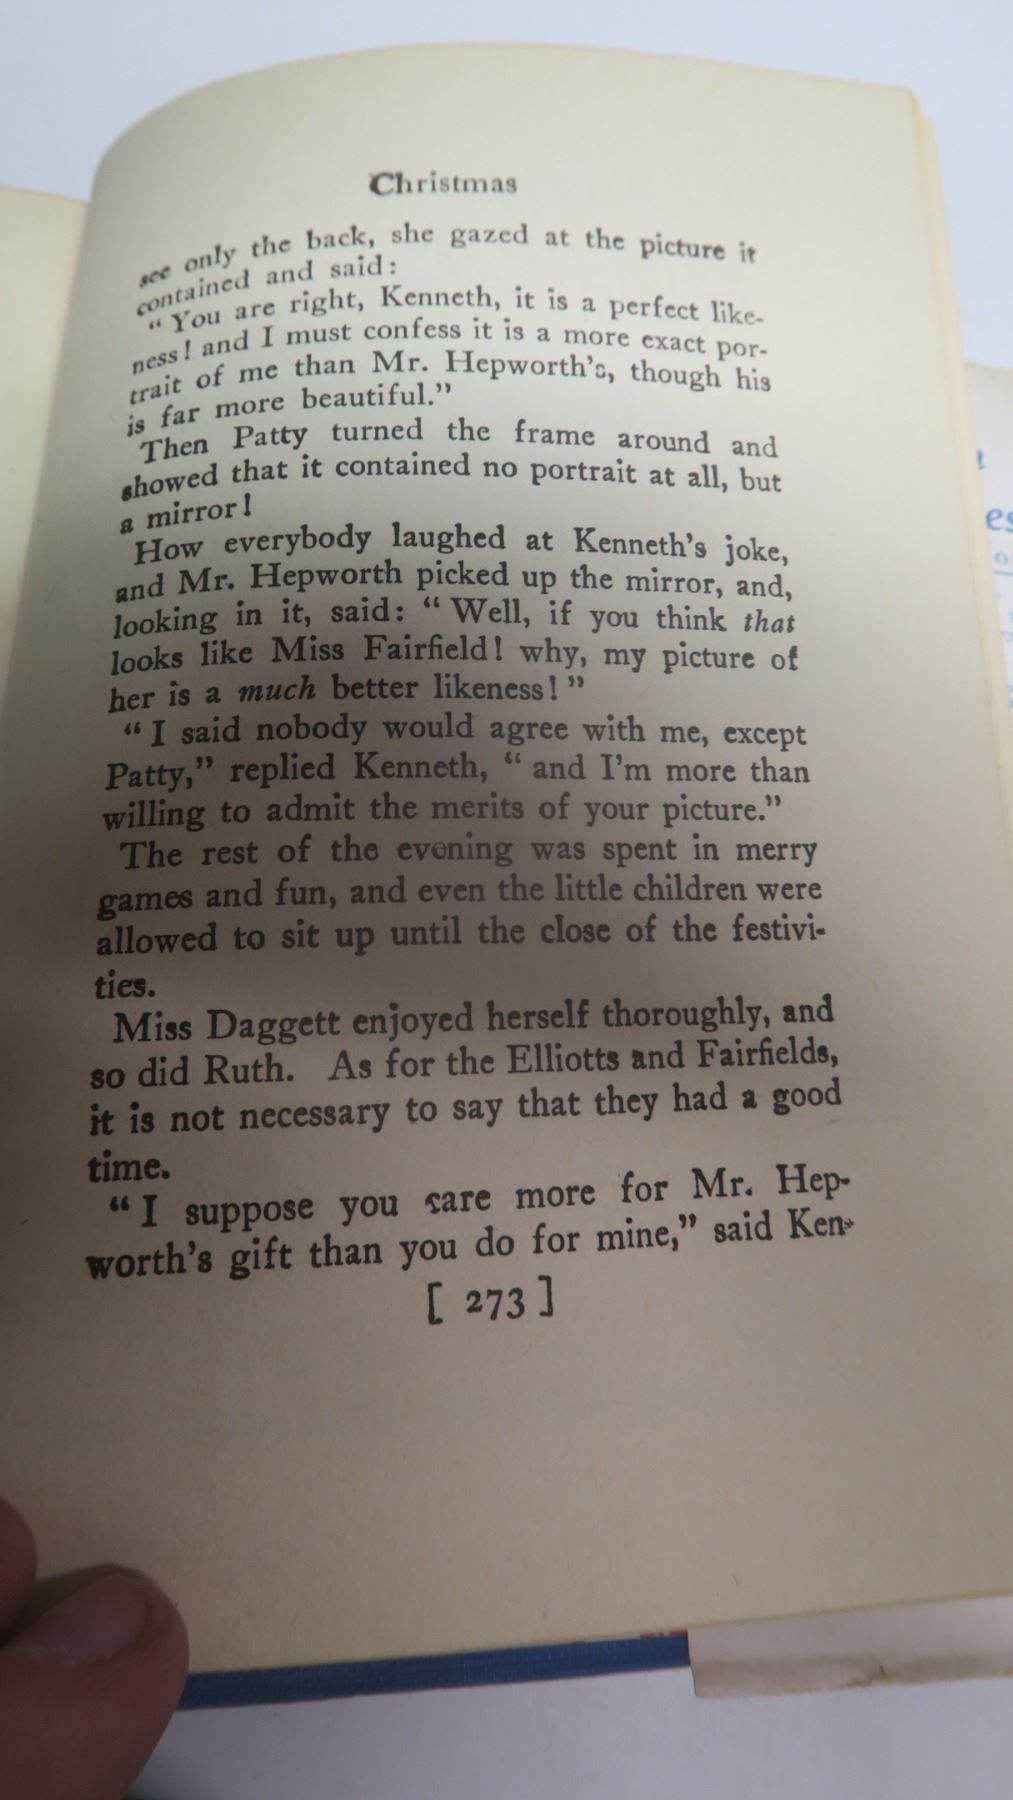 Christmas
see only the back, she gazed at the picture it
contained and said:
“You are right, Kenneth, it is a perfect like-
ness! and I must confess it is a more exact por-
trait of me than Mr. Hepworth's, though his
is far more beautiful.”
Then Patty turned the frame around and
showed that it contained no portrait at all, but
a mirror!
How everybody laughed at Kenneth's joke,
and Mr. Hepworth picked up the mirror, and,
looking in it, said: “Well, if you think that
looks like Miss Fairfield! why, my picture of
her is a much better likeness!”
“I said nobody would agree with me, except
Patty,” replied Kenneth, “and I'm more than
willing to admit the merits of your picture.”
The rest of the evening was spent in merry
games and fun, and even the little children were
allowed to sit up until the close of the festivi-
ties.
Miss Daggett enjoyed herself thoroughly, and
so did Ruth. As for the Elliotts and Fairfields,
it is not necessary to say that they had a good
time.
“I suppose you care more for Mr. Hep-
worth's gift than you do for mine,” said Ken-
[ 273 ]